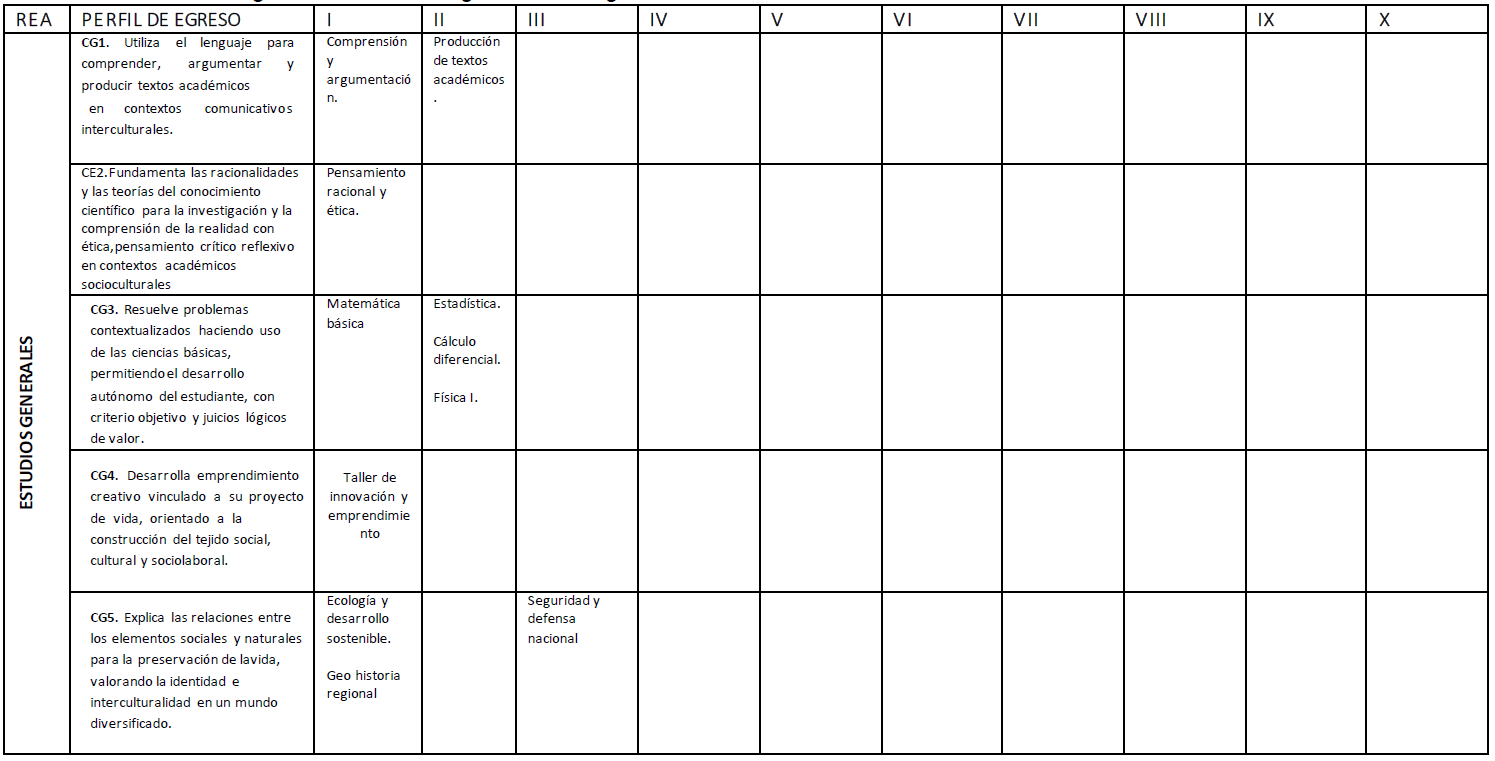 REA PERFIL DE EGRESO I II III IV V VI VII VIII IX X
ESTUDIOS GENERALES
CG1. Utiliza el lenguaje para
comprender, argumentar y
producir textos académicos
en contextos comunicativos
interculturales.
Comprensión
y
argumentació
n.
Producción
de textos
académicos
.
CE2.Fundamenta las racionalidades
y las teorías del conocimiento
científico para la investigación y la
comprensión de la realidad con
ética,pensamiento crítico reflexivo
en contextos académicos
socioculturales
Pensamiento
racional y
ética.
CG3. Resuelve problemas
contextualizados haciendo uso
de las ciencias básicas,
permitiendo el desarrollo
autónomo del estudiante, con
criterio objetivo y juicios lógicos
de valor.
Matemática
básica
Estadística.
Cálculo
diferencial.
Física I.
CG4. Desarrolla emprendimiento
creativo vinculado a su proyecto
de vida, orientado a la
construcción del tejido social,
cultural y sociolaboral.
Taller de
innovación y
emprendimie
nto
CG5. Explica las relaciones entre
los elementos sociales y naturales
para la preservación de lavida,
valorando la identidad e
interculturalidad en un mundo
diversificado.
Ecología y
desarrollo
sostenible.
Geo historia
regional
Seguridad y
defensa
nacional